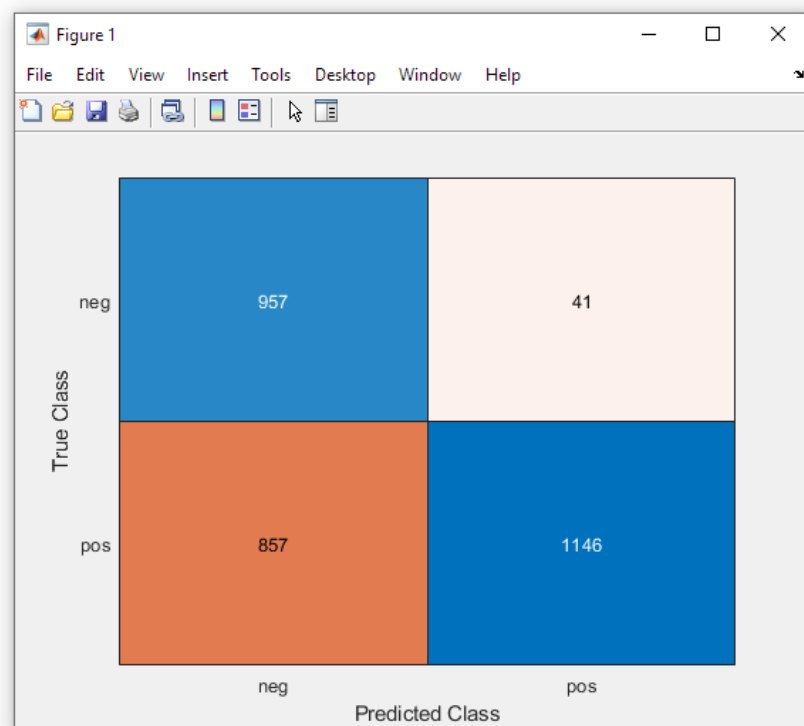 Figure 1
File Edit View Insert Tools Desktop Window Help
neg
957
41
True Class
pos
857
1146
neg
pos
Predicted Class